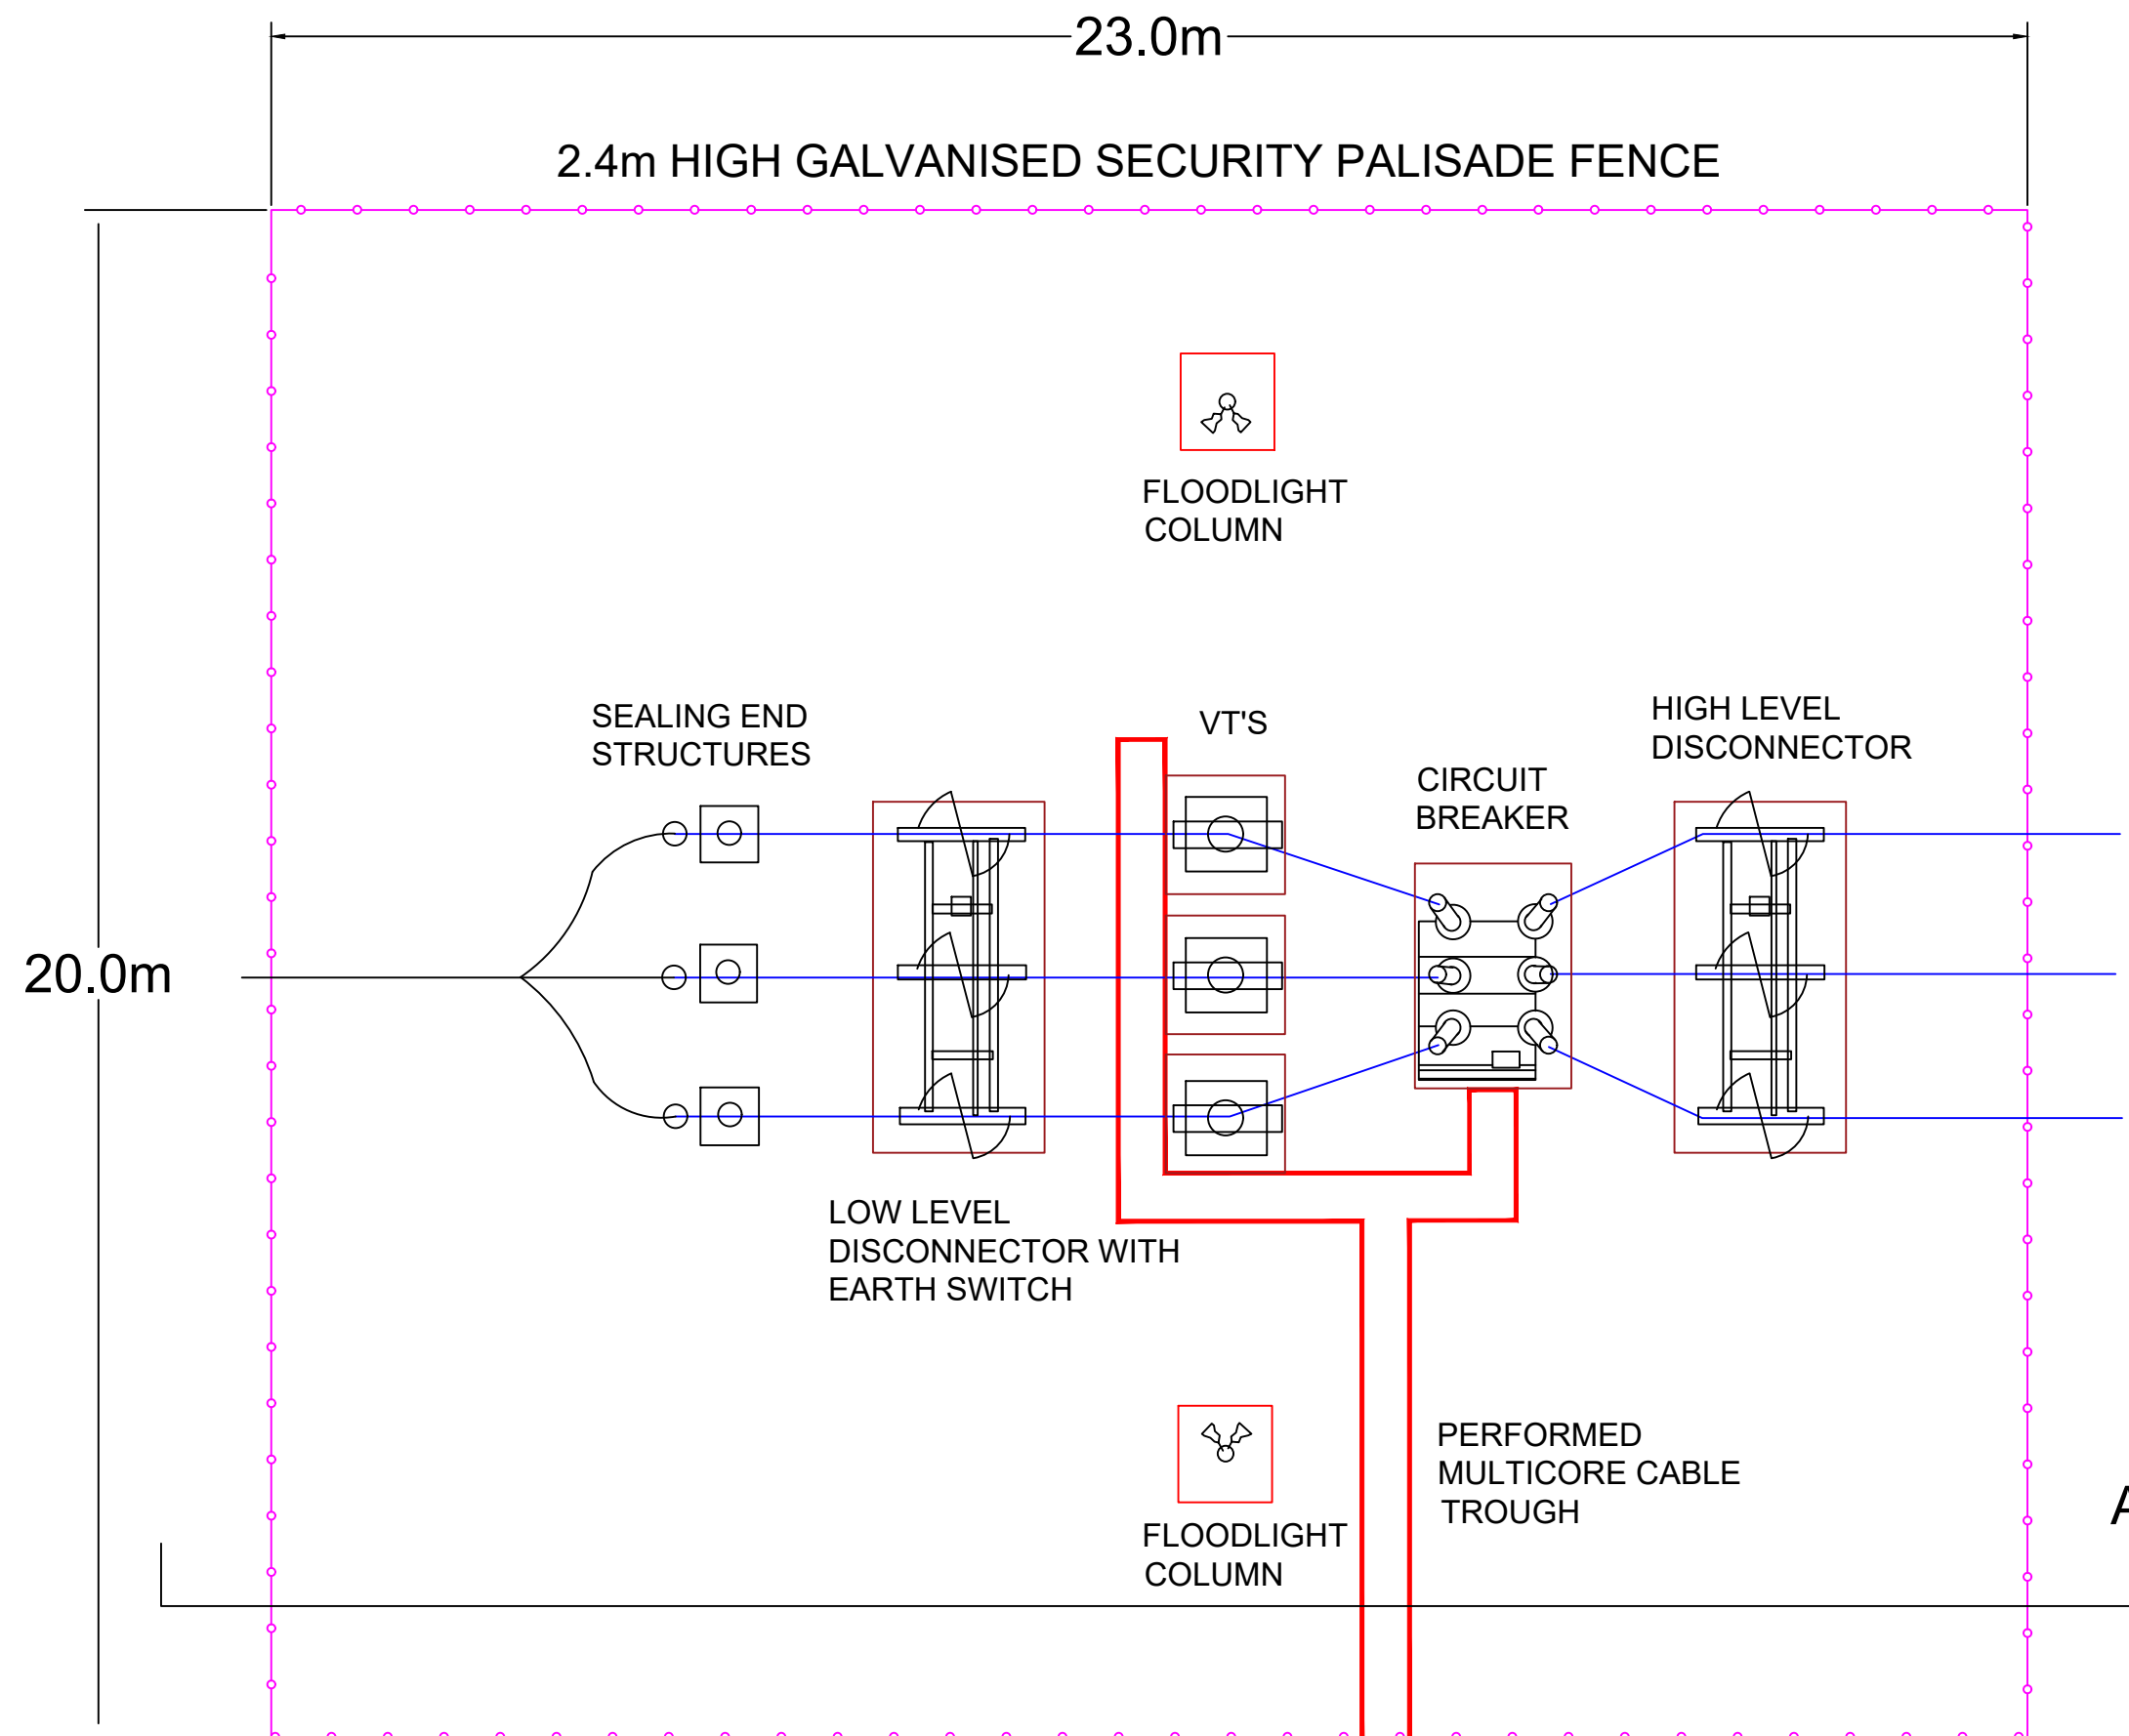 23.0m
2.4m HIGH GALVANISED SECURITY PALISADE FENCE
FLOODLIGHT
COLUMN
SEALING END
STRUCTURES
VT'S
HIGH LEVEL
DISCONNECTOR
CIRCUIT
BREAKER
20.0m
LOW LEVEL
DISCONNECTOR WITH
EARTH SWITCH
PERFORMED
MULTICORE CABLE
TROUGH
A
FLOODLIGHT
COLUMN